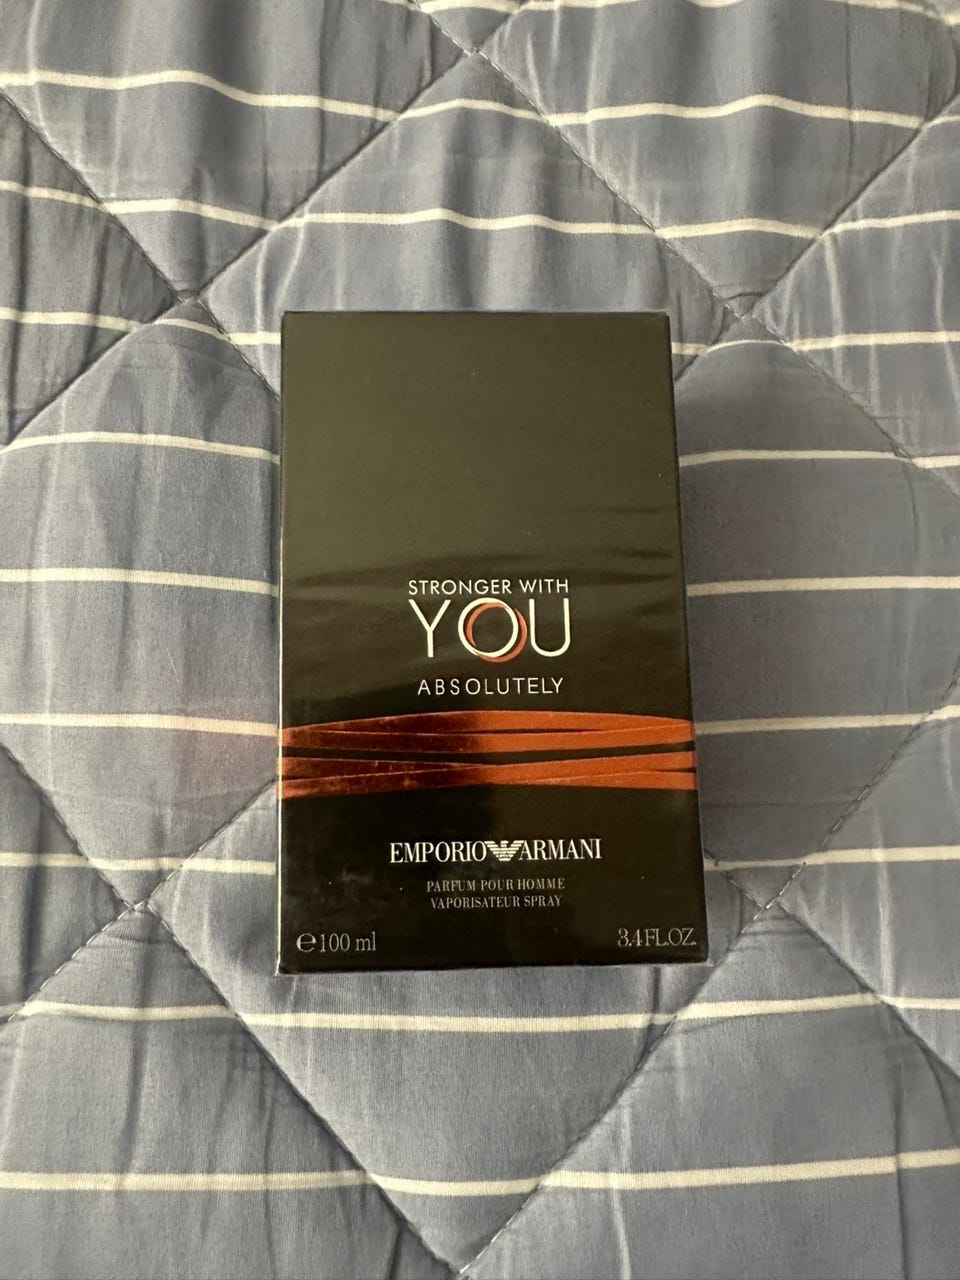 STRONGER WITH
YOU
ABSOLUTELY
EMPORIO ARMANI
PARFUM POUR HOMME
VAPORISATEUR SPRAY
℮100 ml 3.4 FL.OZ.